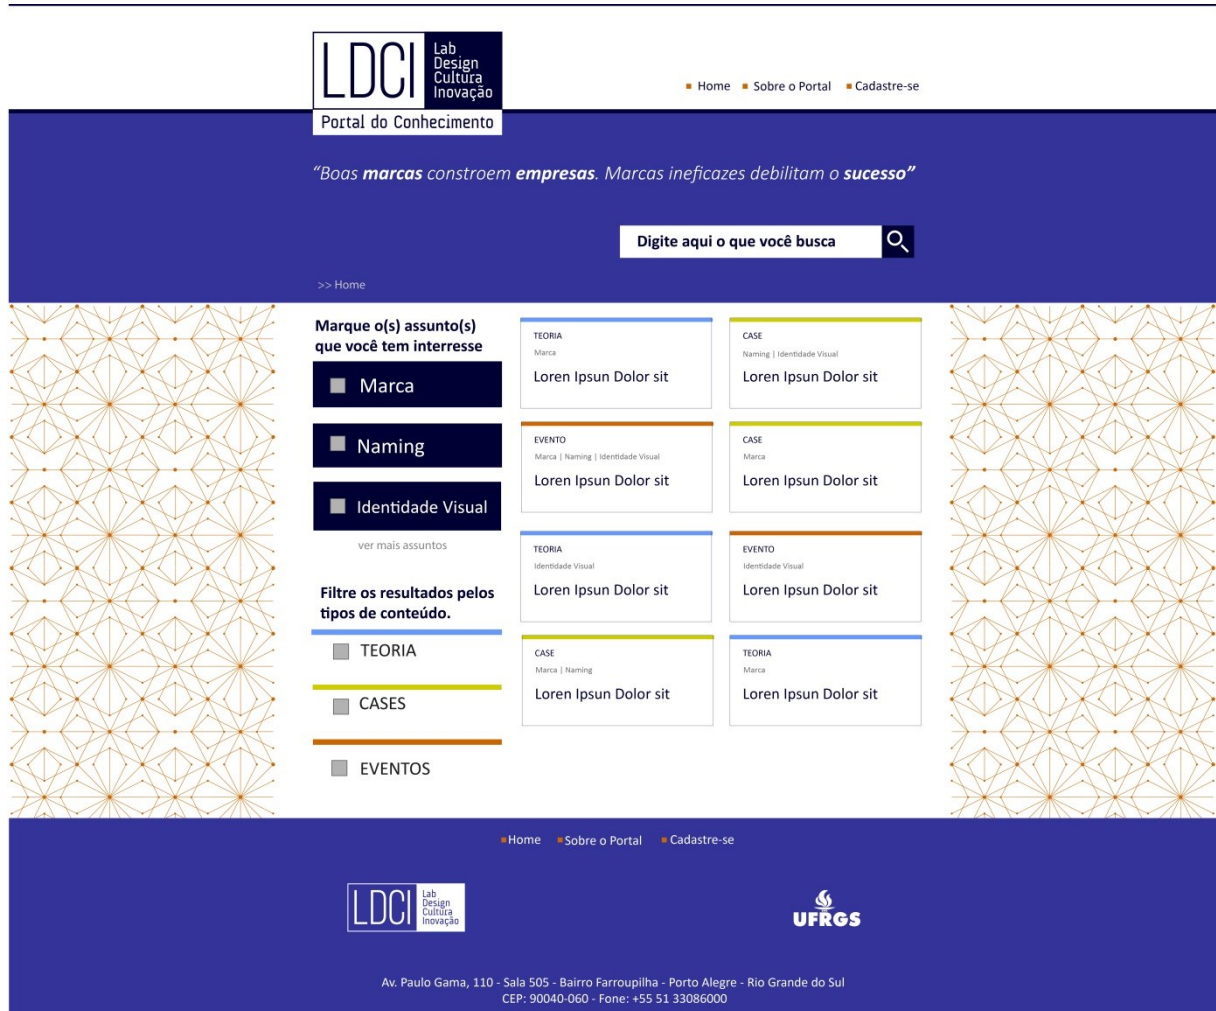 LDCI Lab
Design
Cultura
Inovação
Portal do Conhecimento
Home Sobre o Portal Cadastre-se
“Boas marcas constroem empresas. Marcas ineficazes debilitam o sucesso”
Digite aqui o que você busca
>> Home
Marque o(s) assunto(s)
que você tem interresse
Marca
Naming
Identidade Visual
ver mais assuntos
Filtre os resultados pelos
tipos de conteúdo.
TEORIA
CASES
EVENTOS
TEORIA
Marca
Loren Ipsun Dolor sit
CASE
Naming | Identidade Visual
Loren Ipsun Dolor sit
EVENTO
Marca | Naming | Identidade Visual
Loren Ipsun Dolor sit
CASE
Marca
Loren Ipsun Dolor sit
TEORIA
Identidade Visual
Loren Ipsun Dolor sit
EVENTO
Identidade Visual
Loren Ipsun Dolor sit
CASE
Marca | Naming
Loren Ipsun Dolor sit
TEORIA
Marca
Loren Ipsun Dolor sit
Home Sobre o Portal Cadastre-se
LDCI Lab
Design
Cultura
Inovação
UFRGS
Av. Paulo Gama, 110 - Sala 505 - Bairro Farroupilha - Porto Alegre - Rio Grande do Sul
CEP: 90040-060 - Fone: +55 51 33086000